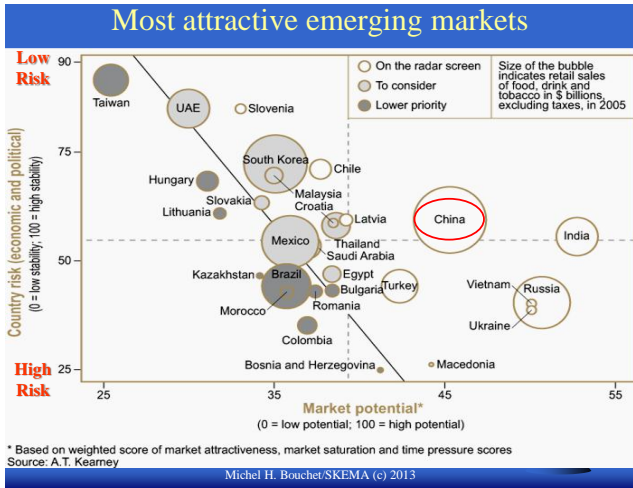 Most attractive emerging markets
Low
Risk
High
Risk
Country risk (economic and political)
(0 = low stability; 100 = high stability)
90
75
50
25
On the radar screen
To consider
Lower priority
Size of the bubble
indicates retail sales
of food, drink and
tobacco in $ billions,
excluding taxes, in 2005
Taiwan
UAE
Slovenia
South Korea
Chile
Hungary
Malaysia
Slovakia
Croatia
Lithuania
Latvia
China
Mexico
Thailand
India
Saudi Arabia
Kazakhstan
Brazil
Egypt
Turkey
Vietnam
Russia
Bulgaria
Morocco
Romania
Ukraine
Colombia
Bosnia and Herzegovina
Macedonia
25
35
45
55
Market potential*
(0 = low potential; 100 = high potential)
* Based on weighted score of market attractiveness, market saturation and time pressure scores
Source: A.T. Kearney
Michel H. Bouchet/SKEMA (c) 2013